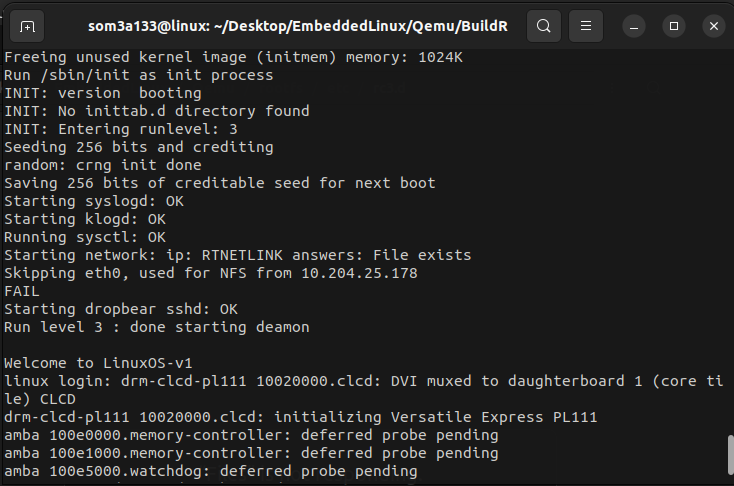 som3a133@linux: ~/Desktop/EmbeddedLinux/Qemu/BuildR
Freeing unused kernel image (initmem) memory: 1024K
Run /sbin/init as init process
INIT: version  booting
INIT: No inittab.d directory found
INIT: Entering runlevel: 3
Seeding 256 bits and crediting
random: crng init done
Saving 256 bits of creditable seed for next boot
Starting syslogd: OK
Starting klogd: OK
Running sysctl: OK
Starting network: ip: RTNETLINK answers: File exists
Skipping eth0, used for NFS from 10.204.25.178
FAIL
Starting dropbear sshd: OK
Run level 3 : done starting deamon
Welcome to LinuxOS-v1
linux login: drm-clcd-pl111 10020000.clcd: DVI muxed to daughterboard 1 (core ti
le) CLCD
drm-clcd-pl111 10020000.clcd: initializing Versatile Express PL111
amba 100e0000.memory-controller: deferred probe pending
amba 100e1000.memory-controller: deferred probe pending
amba 100e5000.watchdog: deferred probe pending